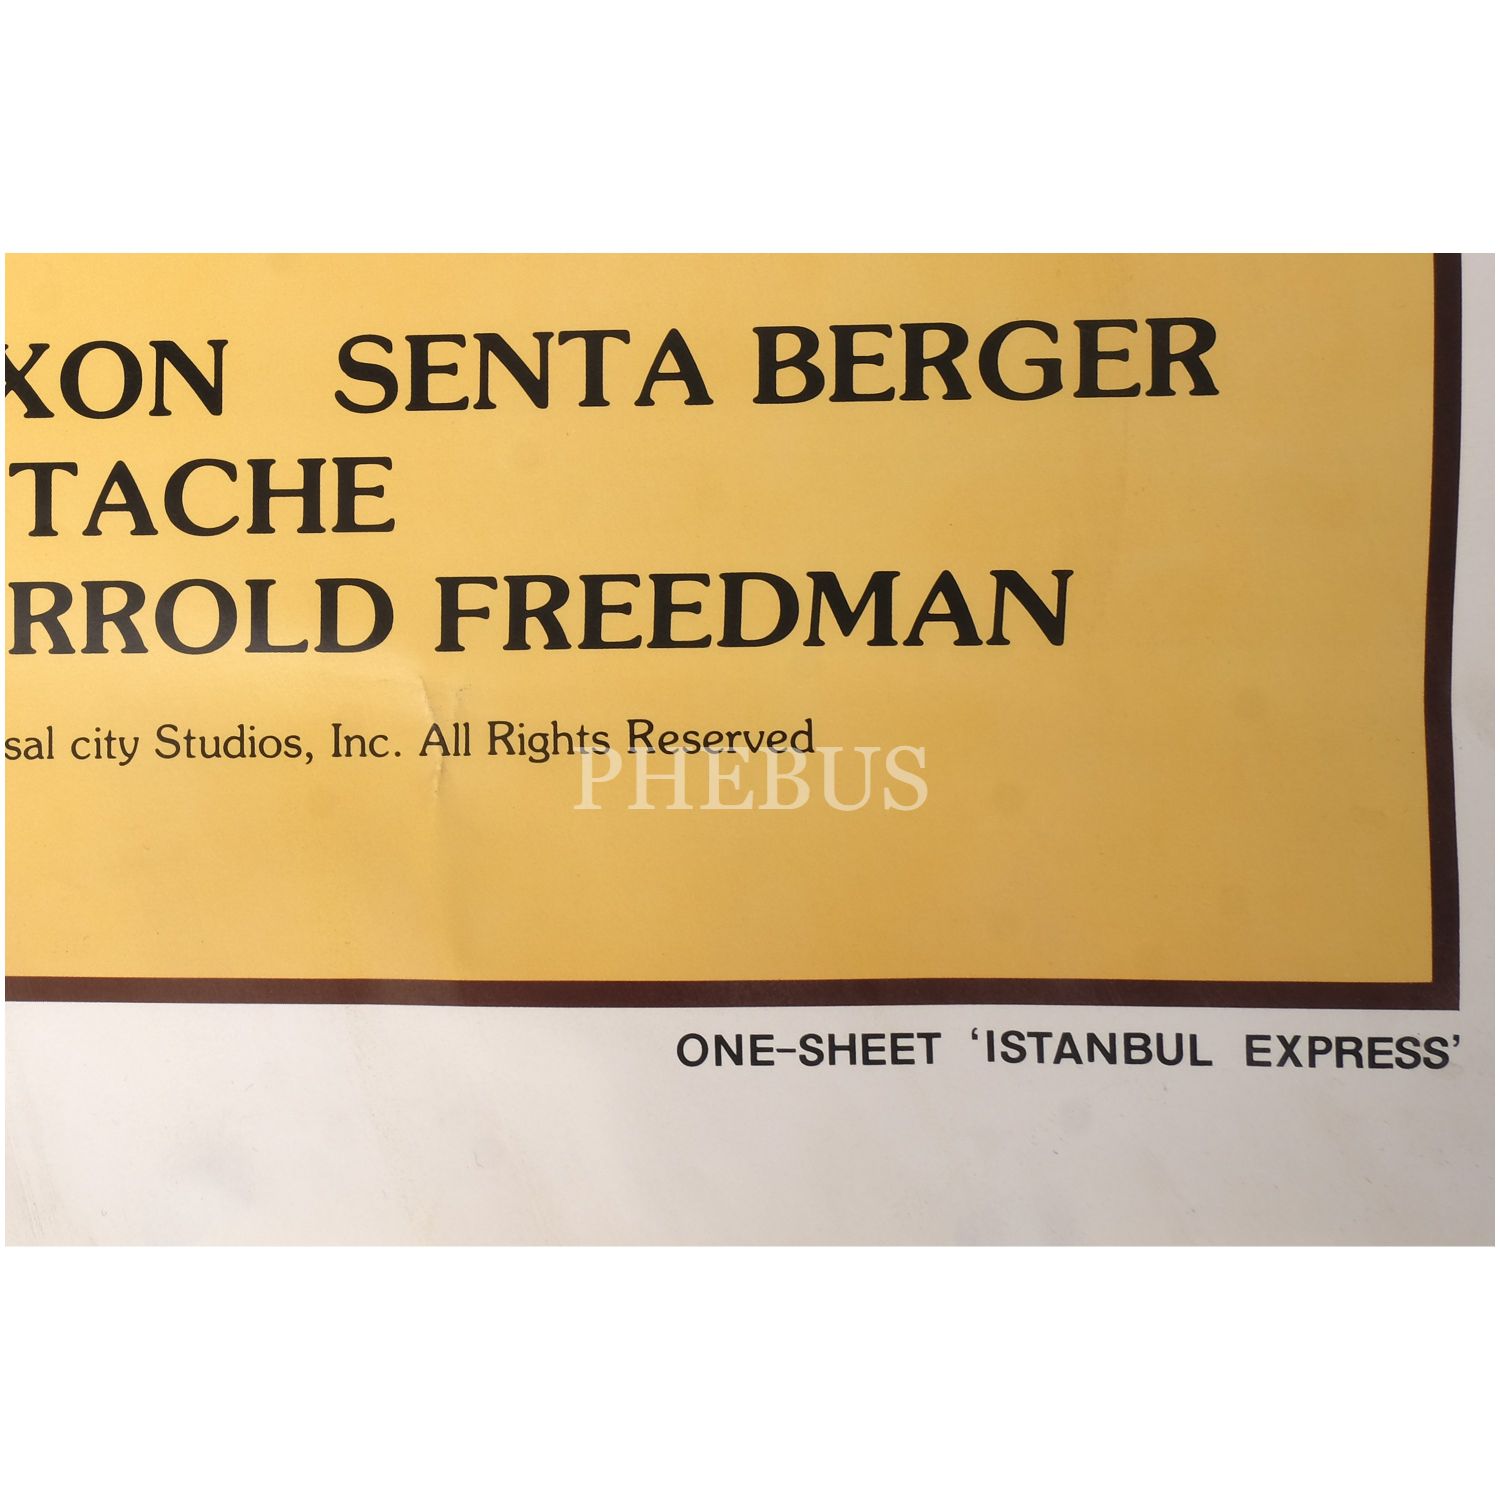 XON SENTA BERGER
TACHE
RROLD FREEDMAN
sal city Studios, Inc. All Rights Reserved
PHEBUS
ONE-SHEET 'ISTANBUL EXPRESS'